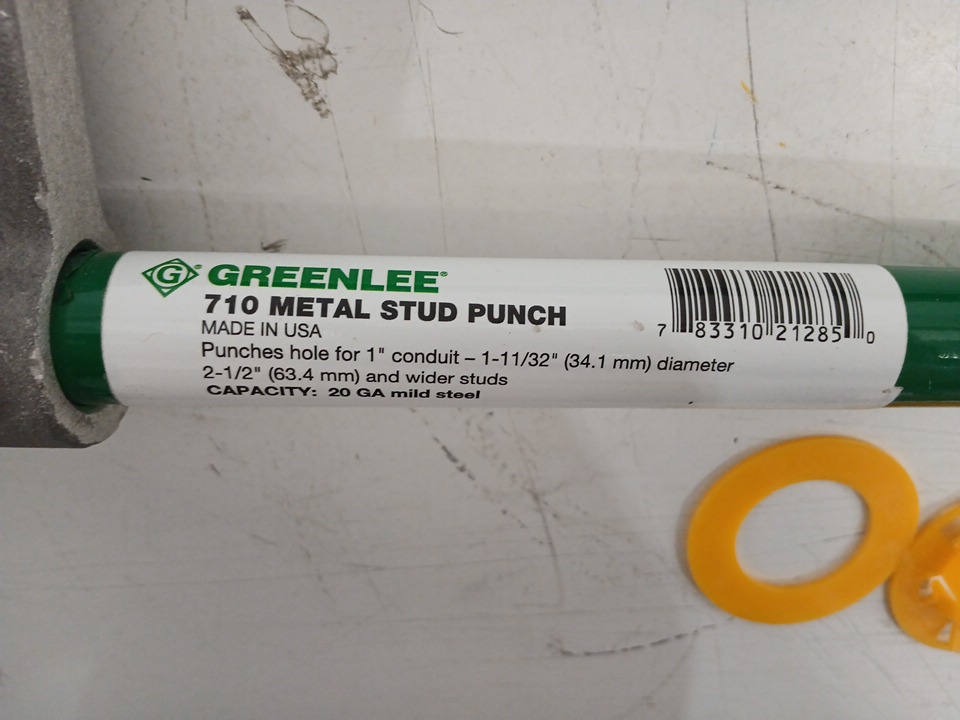 G® GREENLEE®
710 METAL STUD PUNCH
MADE IN USA
Punches hole for 1" conduit – 1-11/32" (34.1 mm) diameter
2-1/2" (63.4 mm) and wider studs
CAPACITY: 20 GA mild steel
7 83310 21285 0